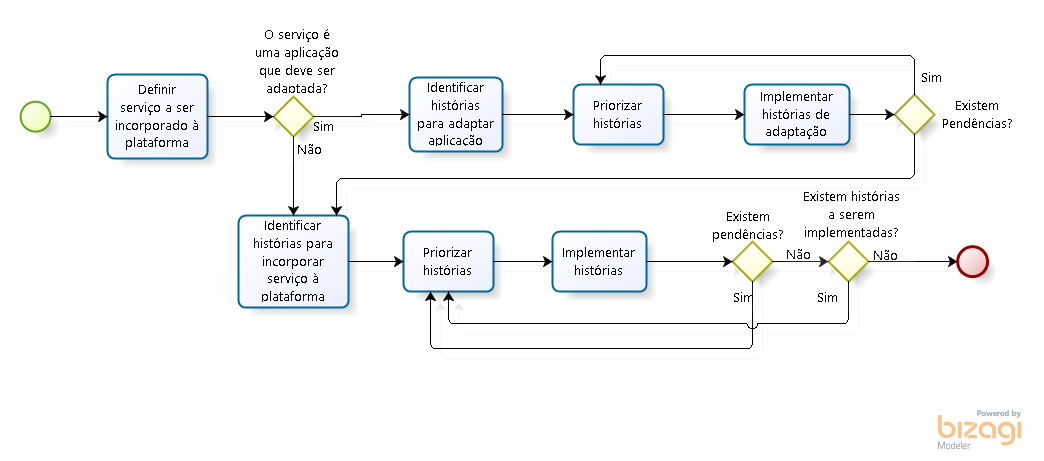 O serviço é
uma aplicação
que deve ser
adaptada?
Definir
serviço a ser
incorporado à
plataforma
Sim
Não
Identificar
histórias
para adaptar
aplicação
Priorizar
histórias
Implementar
histórias de
adaptação
Sim
Existem
Pendências?
Identificar
histórias para
incorporar
serviço à
plataforma
Priorizar
histórias
Implementar
histórias
Existem
pendências?
Não
Sim
Existem histórias
a serem
implementadas?
Não
Sim
Powered by
bizagi
Modeler